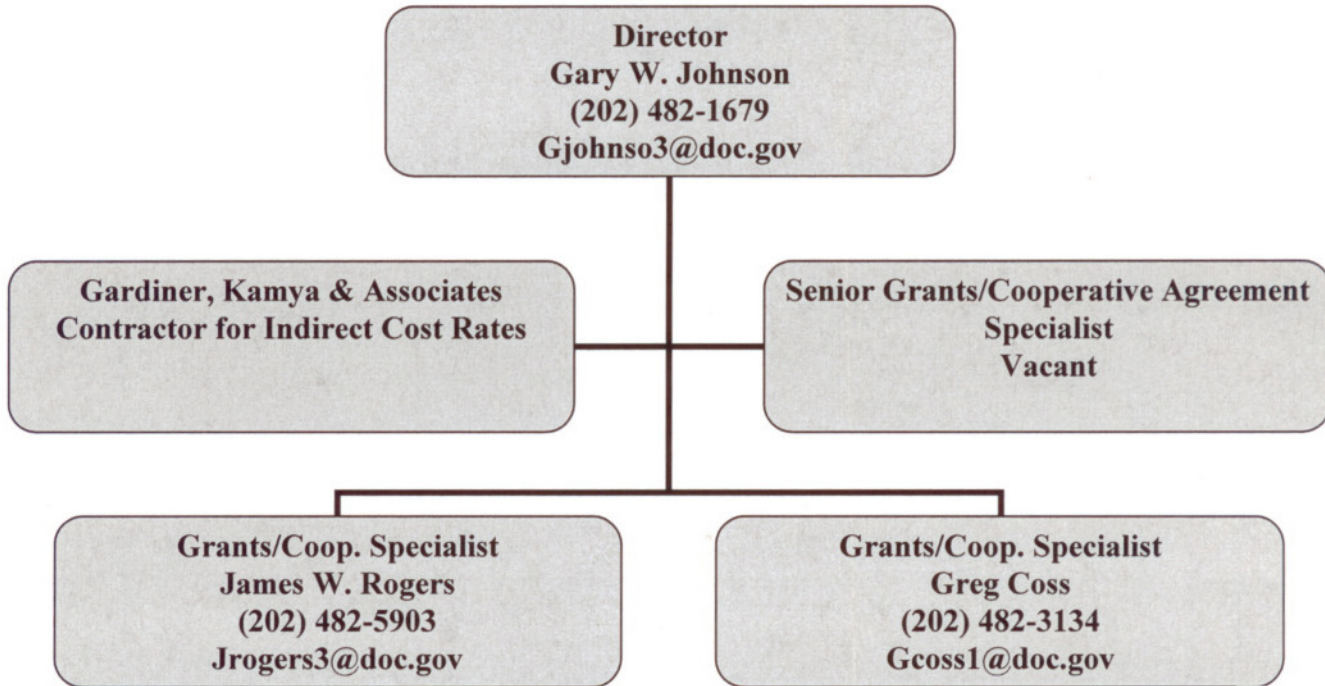 Director
Gary W. Johnson
(202) 482-1679
Gjohnso3@doc.gov
Gardiner, Kamya & Associates
Contractor for Indirect Cost Rates
Senior Grants/Cooperative Agreement
Specialist
Vacant
Grants/Coop. Specialist
James W. Rogers
(202) 482-5903
Jrogers3@doc.gov
Grants/Coop. Specialist
Greg Coss
(202) 482-3134
Gcoss1@doc.gov